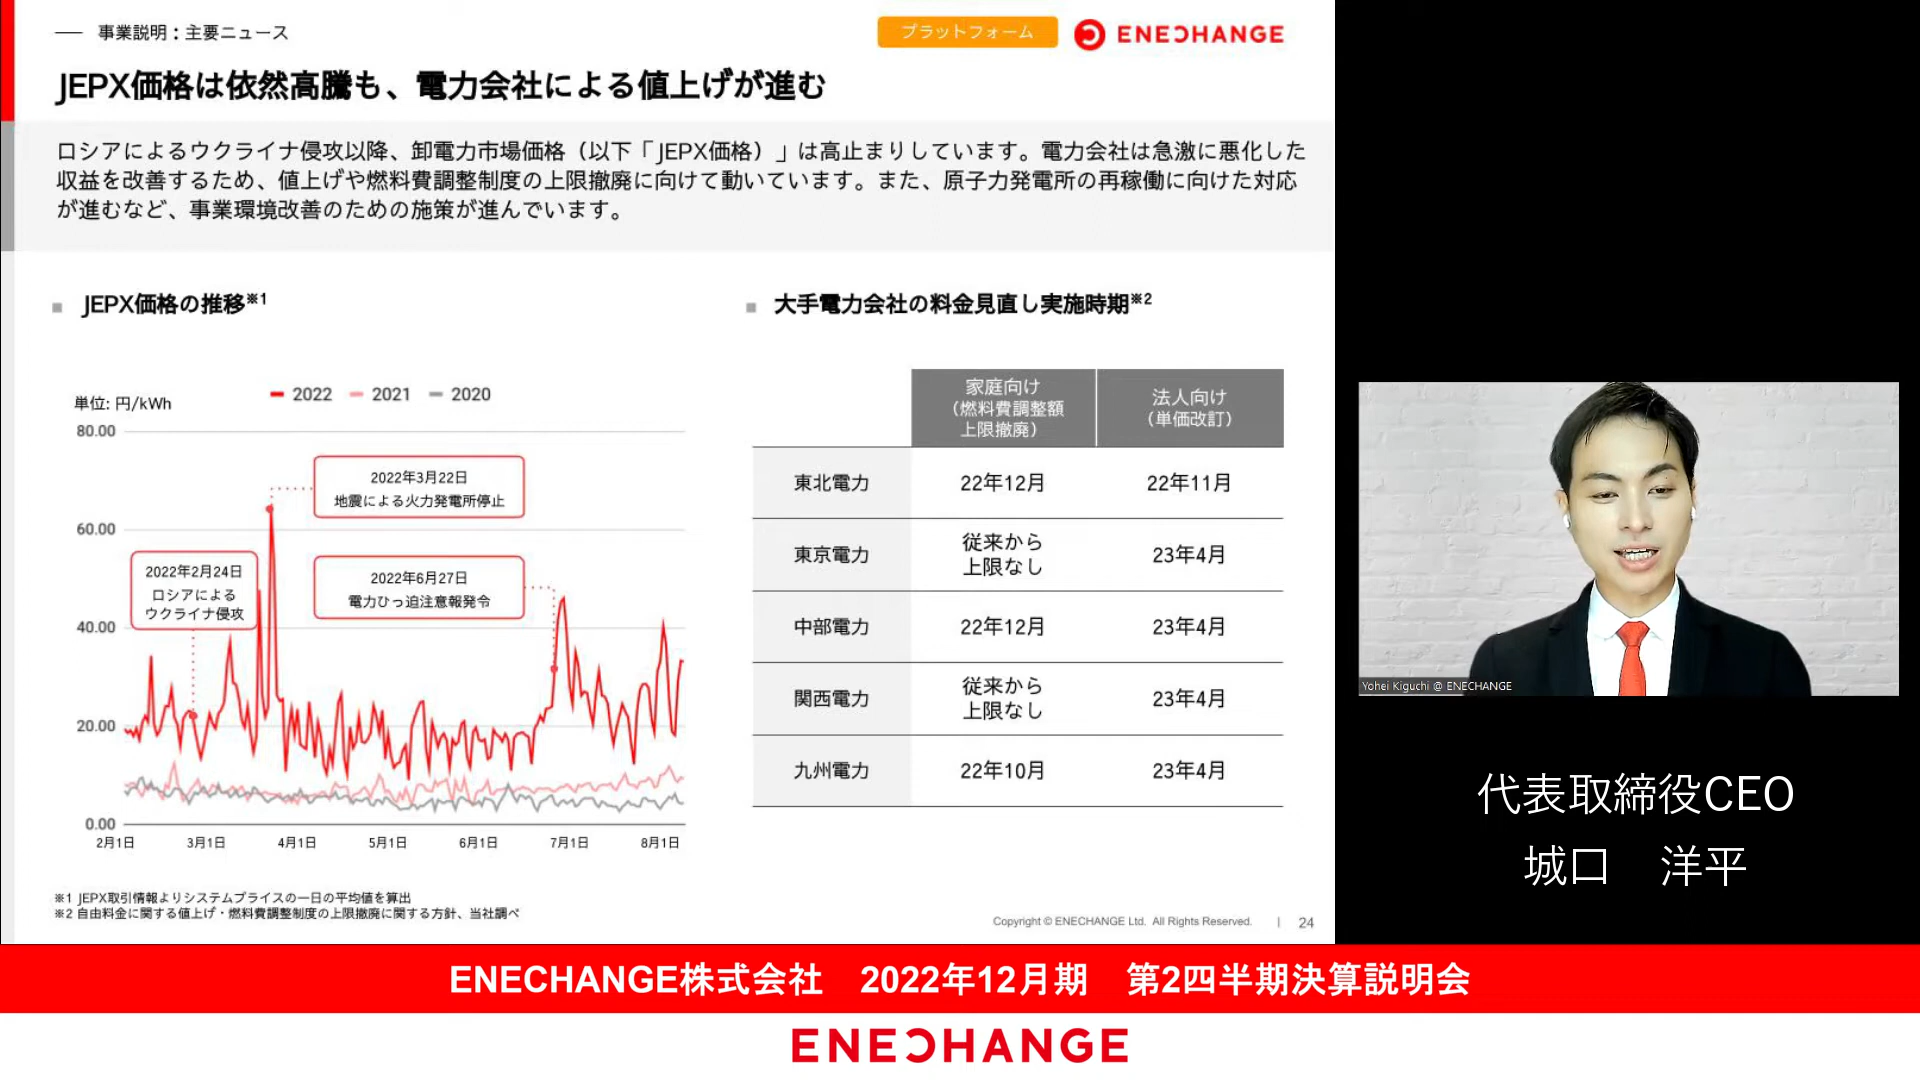 事業説明：主要ニュース
プラットフォーム
ENECHANGE
JEPX価格は依然高騰も、電力会社による値上げが進む
ロシアによるウクライナ侵攻以降、卸電力市場価格（以下「JEPX価格）」は高止まりしています。電力会社は急激に悪化した
収益を改善するため、値上げや燃料費調整制度の上限撤廃に向けて動いています。また、原子力発電所の再稼働に向けた対応
が進むなど、事業環境改善のための施策が進んでいます。
JEPX価格の推移※1
単位: 円/kWh
2022 2021 2020
80.00
60.00
40.00
20.00
0.00
2022年3月22日
地震による火力発電所停止
2022年2月24日
ロシアによる
ウクライナ侵攻
2022年6月27日
電力ひっ迫注意報発令
2月1日 3月1日 4月1日 5月1日 6月1日 7月1日 8月1日
大手電力会社の料金見直し実施時期※2
家庭向け
（燃料費調整額
上限撤廃）
法人向け
（単価改訂）
東北電力 22年12月 22年11月
東京電力 従来から
上限なし 23年4月
中部電力 22年12月 23年4月
関西電力 従来から
上限なし 23年4月
九州電力 22年10月 23年4月
※1 JEPX取引情報よりシステムプライスの一日の平均値を算出
※2 自由料金に関する値上げ・燃料費調整制度の上限撤廃に関する方針、当社調べ
Copyright © ENECHANGE Ltd. All Rights Reserved. | 24
Yohei Kiguchi @ ENECHANGE
代表取締役CEO
城口 洋平
ENECHANGE株式会社 2022年12月期 第2四半期決算説明会
ENECHANGE